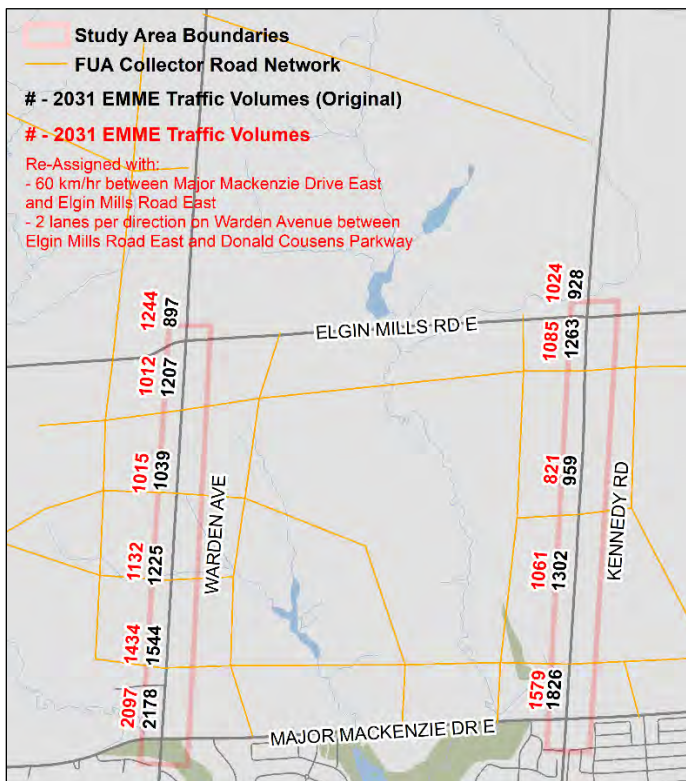 Study Area Boundaries
FUA Collector Road Network
# - 2031 EMME Traffic Volumes (Original)
# - 2031 EMME Traffic Volumes
Re-Assigned with:
- 60 km/hr between Major Mackenzie Drive East
and Elgin Mills Road East
- 2 lanes per direction on Warden Avenue between
Elgin Mills Road East and Donald Cousens Parkway
1244
897
1024
928
ELGIN MILLS RD E
1012
1207
1085
1263
1015
1039
821
959
WARDEN AVE
KENNEDY RD
1132
1225
1061
1302
1434
1544
2097
2178
1579
1826
MAJOR MACKENZIE DR E